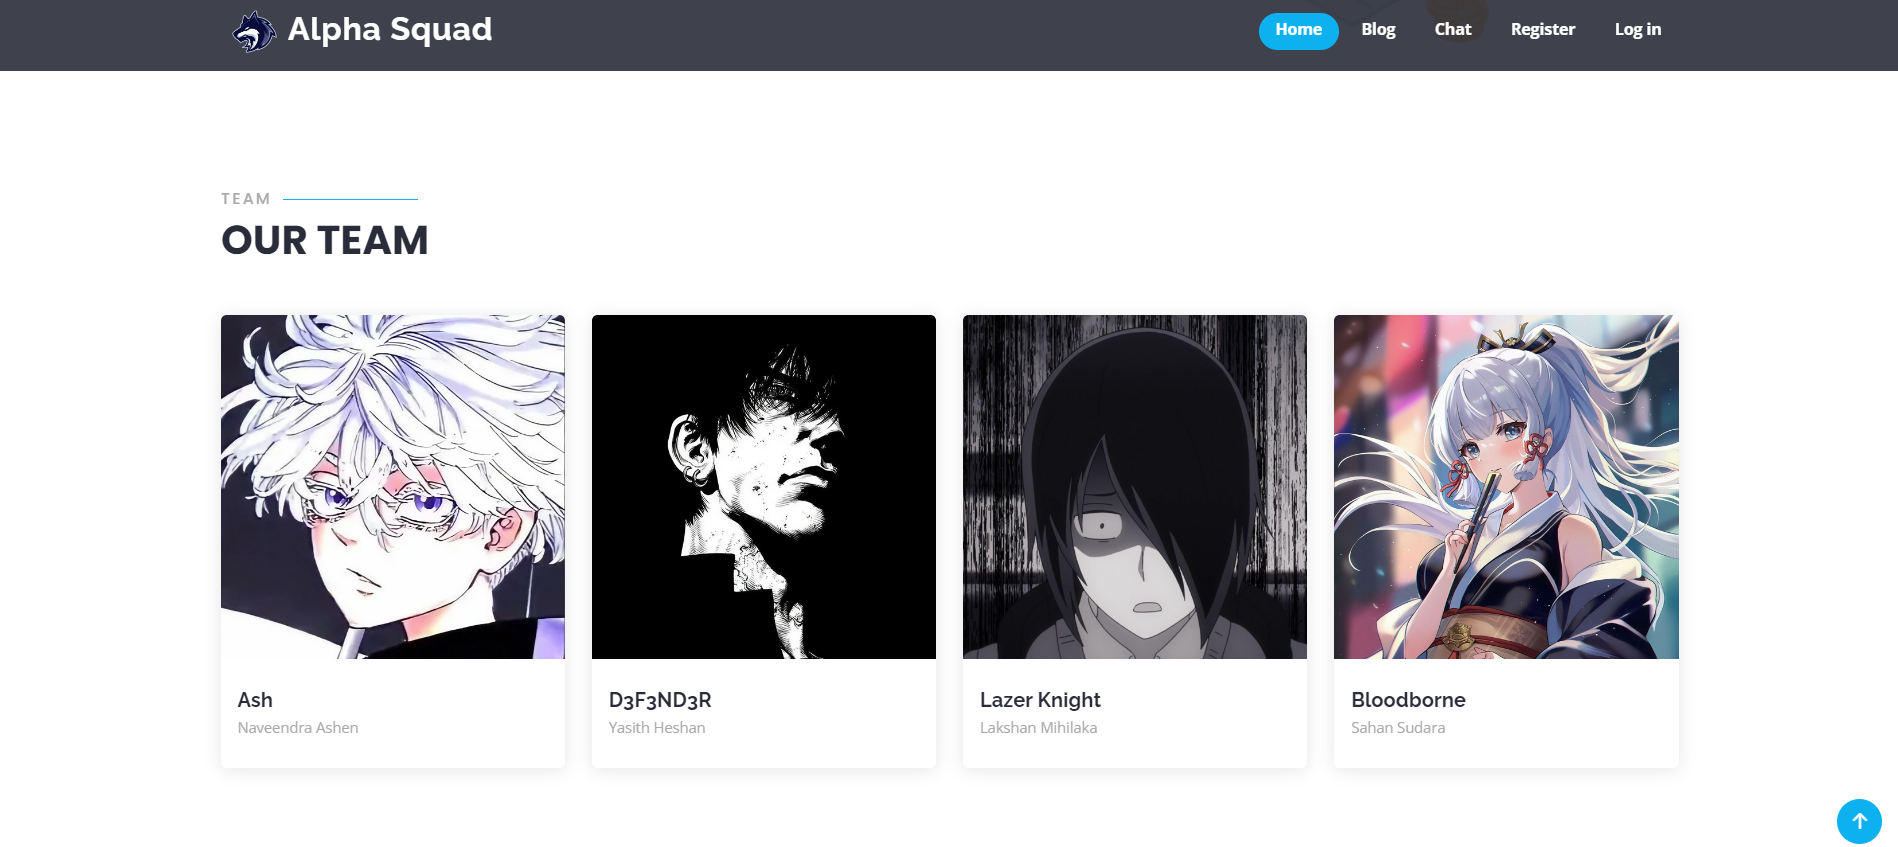 Alpha Squad
Home
Blog
Chat
Register
Log in
TEAM
OUR TEAM
Ash
Naveendra Ashen
D3F3ND3R
Yasith Heshan
Lazer Knight
Lakshan Mihilaka
Bloodborne
Sahan Sudara